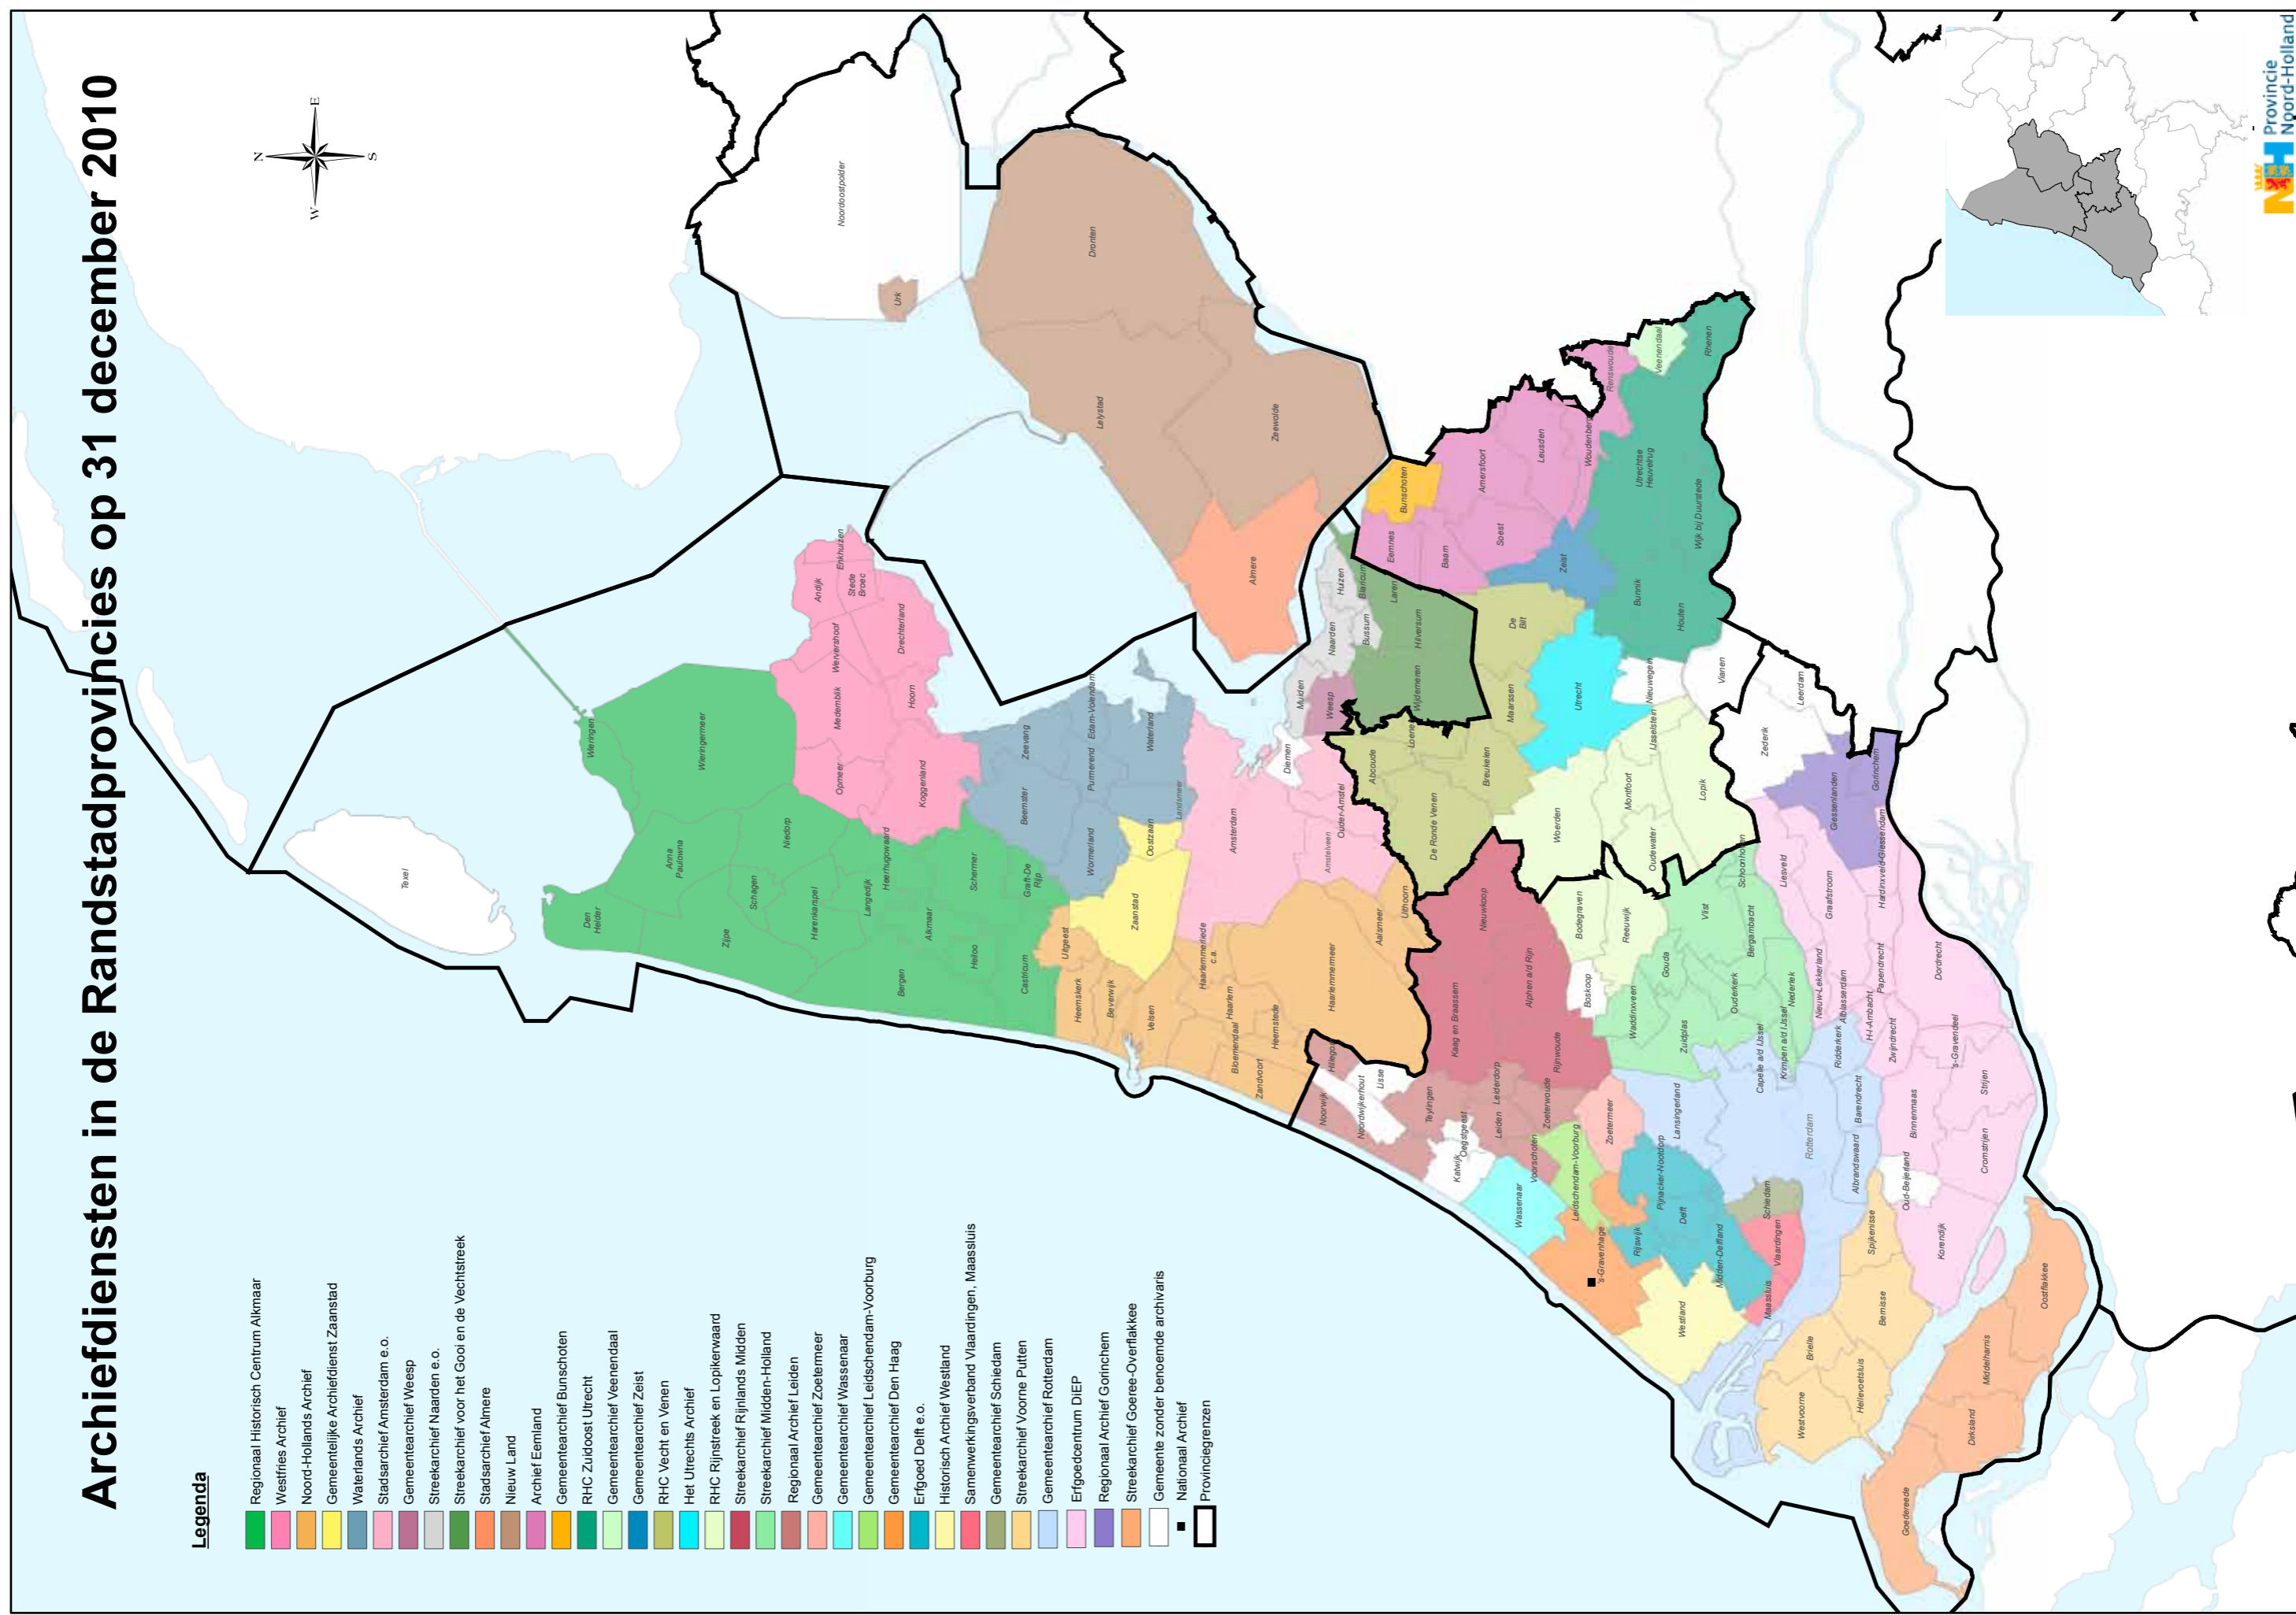 Archiefdiensten in de Randstadprovincies op 31 december 2010
N
W
E
S
Legenda
Regionaal Historisch Centrum Alkmaar
Westfries Archief
Noord-Hollands Archief
Gemeentelijke Archiefdienst Zaanstad
Waterlands Archief
Stadsarchief Amsterdam e.o.
Gemeentearchief Weesp
Streekarchief Naarden e.o.
Streekarchief voor het Gooi en de Vechtstreek
Stadsarchief Almere
Nieuw Land
Archief Eemland
Gemeentearchief Bunschoten
RHC Zuidoost Utrecht
Gemeentearchief Veenendaal
Gemeentearchief Zeist
RHC Vecht en Venen
Het Utrechts Archief
RHC Rijnstreek en Lopikerwaard
Streekarchief Rijnlands Midden
Streekarchief Midden-Holland
Regionaal Archief Leiden
Gemeentearchief Zoetermeer
Gemeentearchief Wassenaar
Gemeentearchief Leidschendam-Voorburg
Gemeentearchief Den Haag
Erfgoed Delft e.o.
Historisch Archief Westland
Samenwerkingsverband Vlaardingen, Maassluis
Gemeentearchief Schiedam
Streekarchief Voorne Putten
Gemeentearchief Rotterdam
Erfgoedcentrum DiEP
Regionaal Archief Gorinchem
Streekarchief Goeree-Overflakkee
Gemeente zonder benoemde archivaris
Nationaal Archief
Provinciegrenzen
Texel
Den
Helder
Wieringen
Wieringermeer
Anna
Paulowna
Zijpe
Schagen
Niedorp
Harenkarspel
Langedijk
Heerhugowaard
Bergen
Alkmaar
Heiloo
Schermer
Castricum
Graft-De
Rijp
Andijk
Enkhuizen
Stede
Broec
Wervershoof
Drechterland
Medemblik
Hoorn
Opmeer
Koggenland
Zeevang
Beemster
Purmerend
Edam-Volendam
Waterland
Wormerland
Landsmeer
Oostzaan
Zaanstad
Uitgeest
Heemskerk
Beverwijk
Velsen
Haarlemmerliede
c.a.
Haarlem
Bloemendaal
Heemstede
Zandvoort
Haarlemmermeer
Aalsmeer
Uithoorn
Amsterdam
Amstelveen
Ouder-Amstel
Diemen
Muiden
Weesp
Naarden
Bussum
Huizen
Blaricum
Laren
Hilversum
Wijdemeren
Noordoostpolder
Urk
Dronten
Lelystad
Zeewolde
Almere
Bunschoten
Eemnes
Baarn
Soest
Amersfoort
Leusden
Woudenberg
Renswoude
Veenendaal
Rhenen
Utrechtse
Heuvelrug
Wijk bij Duurstede
Zeist
Bunnik
Houten
De
Bilt
Maarssen
Utrecht
Nieuwegein
Vianen
Abcoude
Loenen
Breukelen
De Ronde Venen
Woerden
Montfoort
IJsselstein
Lopik
Oudewater
Leerdam
Zederik
Giessenlanden
Gorinchem
Hardinxveld-Giessendam
Liesveld
Graafstroom
Nieuw-Lekkerland
Alblasserdam
Papendrecht
H-I-Ambacht
Zwijndrecht
Dordrecht
's-Gravendeel
Strijen
Binnenmaas
Cromstrijen
Oud-Beijerland
Korendijk
Hillegom
Lisse
Noordwijkerhout
Noorwijk
Teylingen
Katwijk
Oegstgeest
Leiden
Leiderdorp
Zoeterwoude
Voorschoten
Wassenaar
Leidschendam-Voorburg
Zoetermeer
's-Gravenhage
Rijswijk
Pijnacker-Nootdorp
Delft
Midden-Delfland
Westland
Maassluis
Vlaardingen
Schiedam
Kaag en Braassem
Nieuwkoop
Alphen a/d Rijn
Rijnwoude
Bodegraven
Reeuwijk
Boskoop
Waddinxveen
Gouda
Vlist
Schoonhoven
Bergambacht
Ouderkerk
Nederlek
Zuidplas
Capelle a/d IJssel
Krimpen a/d IJssel
Lansingerland
Rotterdam
Ridderkerk
Barendrecht
Albrandswaard
Spijkenisse
Bernisse
Brielle
Hellevoetsluis
Westvoorne
Goedereede
Dirksland
Middelharnis
Oostflakkee
Provincie
Noord-Holland